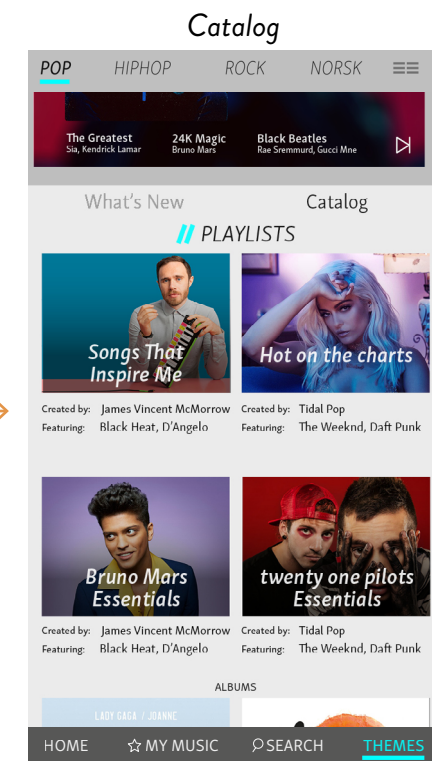 Catalog
POP HIPHOP ROCK NORSK
The Greatest 24K Magic Black Beatles
Sia, Kendrick Lamar Bruno Mars Rae Sremmurd, Gucci Mne
What's New Catalog
// PLAYLISTS
Songs That
Inspire Me
Hot on the charts
Created by: James Vincent McMorrow Created by: Tidal Pop
Featuring: Black Heat, D'Angelo Featuring: The Weeknd, Daft Punk
Bruno Mars
Essentials
twenty one pilots
Essentials
Created by: James Vincent McMorrow Created by: Tidal Pop
Featuring: Black Heat, D'Angelo Featuring: The Weeknd, Daft Punk
ALBUMS
LADY GAGA / JOANNE
HOME MY MUSIC SEARCH THEMES